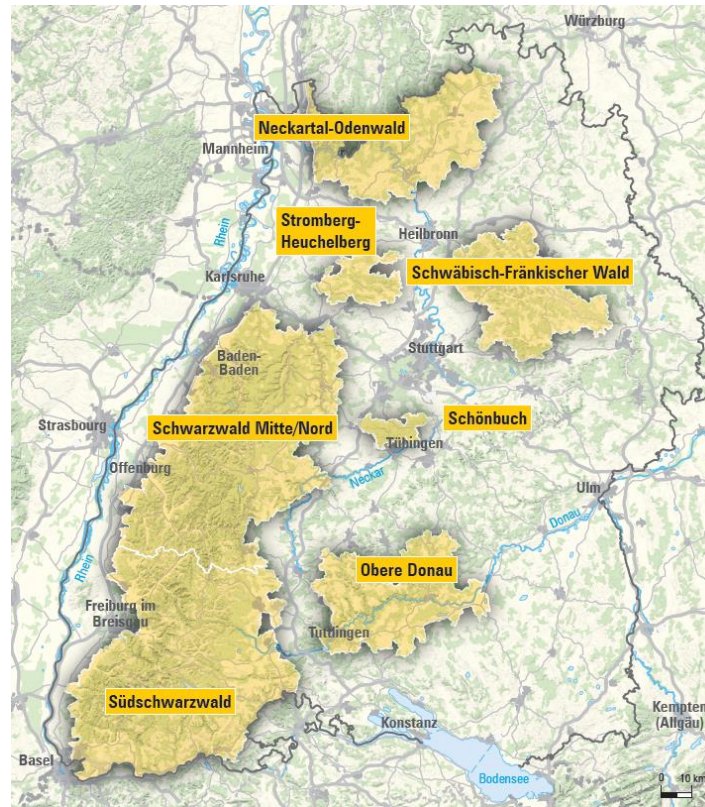 Würzburg
Neckartal-Odenwald
Mannheim
Rhein
Stromberg-
Heuchelberg
Heilbronn
Schwäbisch-Fränkischer Wald
Karlsruhe
Stuttgart
Baden-
Baden
Strasbourg
Schwarzwald Mitte/Nord
Schönbuch
Tübingen
Offenburg
Neckar
Ulm
Donau
Rhein
Obere Donau
Freiburg im
Breisgau
Tuttlingen
Südschwarzwald
Konstanz
Kempten
(Allgäu)
Basel
Bodensee
0 10 km